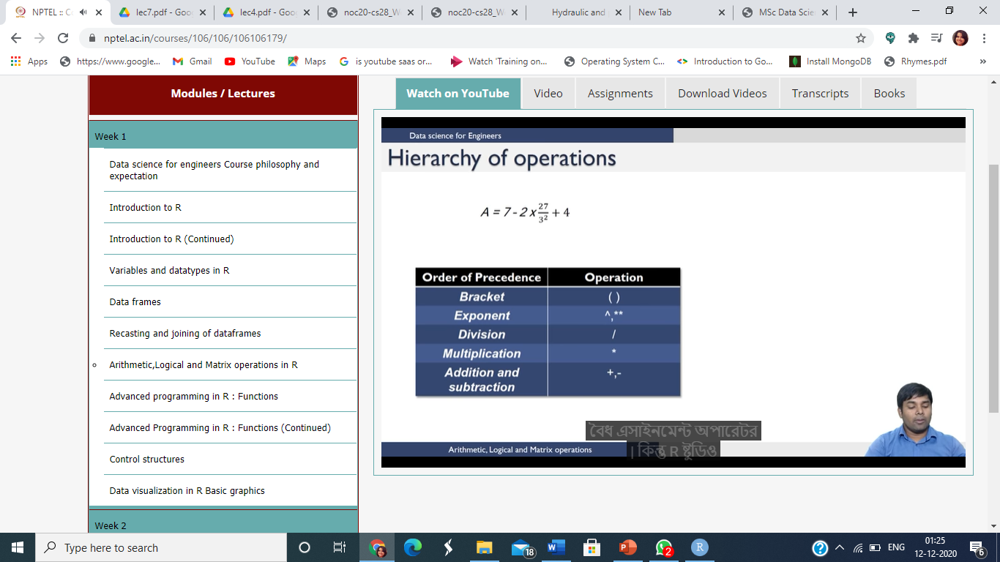 NPTEL :: C
lec7.pdf - Goo
lec4.pdf - Goo
noc20-cs28_W
noc20-cs28_W
Hydraulic and
New Tab
MSc Data Scie
nptel.ac.in/courses/106/106/106106179/
Apps
https://www.google...
Gmail
YouTube
Maps
is youtube saas or...
Watch 'Training on...
Operating System C...
Introduction to Go...
Install MongoDB
Rhymes.pdf
»
Modules / Lectures
Week 1
Data science for engineers Course philosophy and
expectation
Introduction to R
Introduction to R (Continued)
Variables and datatypes in R
Data frames
Recasting and joining of dataframes
Arithmetic,Logical and Matrix operations in R
Advanced programming in R : Functions
Advanced Programming in R : Functions (Continued)
Control structures
Data visualization in R Basic graphics
Week 2
Watch on YouTube
Video
Assignments
Download Videos
Transcripts
Books
Data science for Engineers
Hierarchy of operations
A = 7 - 2 x 27/3² + 4
Order of Precedence Operation
Bracket ( )
Exponent ^,**
Division /
Multiplication *
Addition and +,-
subtraction
বৈধ এসাইনমেন্ট অপারেটর
| কিন্তু R ষ্টুডিও
Arithmetic, Logical and Matrix operations
Type here to search
18
2
ENG
01:25
12-12-2020
6